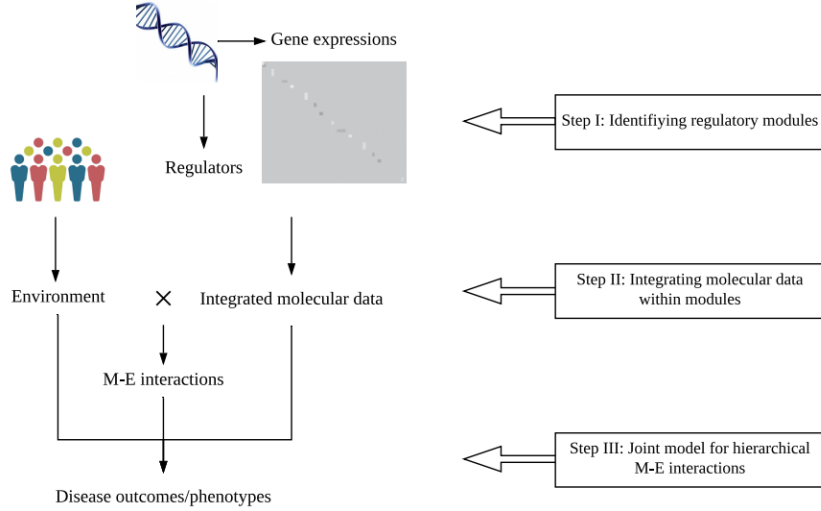 Gene expressions
Regulators
Step I: Identifiying regulatory modules
Environment
×
Integrated molecular data
Step II: Integrating molecular data
within modules
M-E interactions
Step III: Joint model for hierarchical
M-E interactions
Disease outcomes/phenotypes